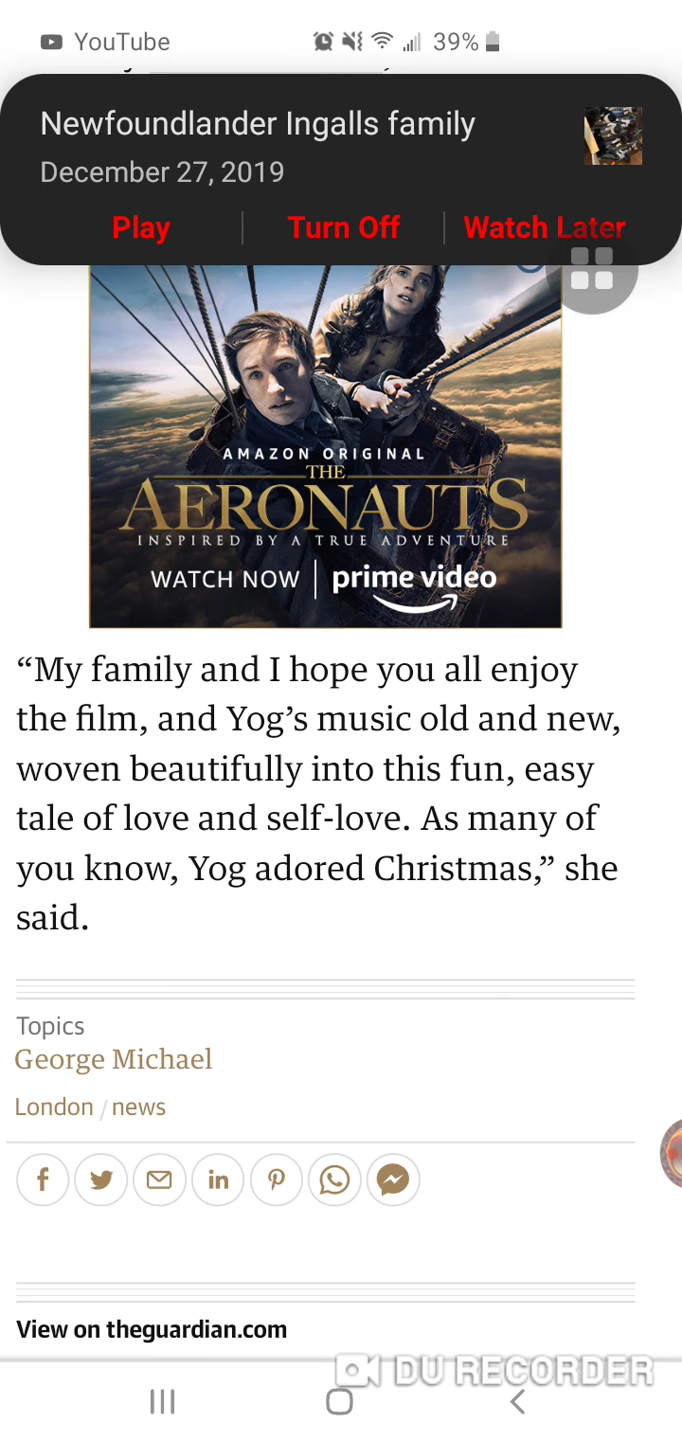 YouTube 39%
Newfoundlander Ingalls family
December 27, 2019
Play Turn Off Watch Later
AMAZON ORIGINAL
THE
AERONAUTS
INSPIRED BY A TRUE ADVENTURE
WATCH NOW prime video
“My family and I hope you all enjoy
the film, and Yog’s music old and new,
woven beautifully into this fun, easy
tale of love and self-love. As many of
you know, Yog adored Christmas,” she
said.
Topics
George Michael
London / news
View on theguardian.com
DU RECORDER